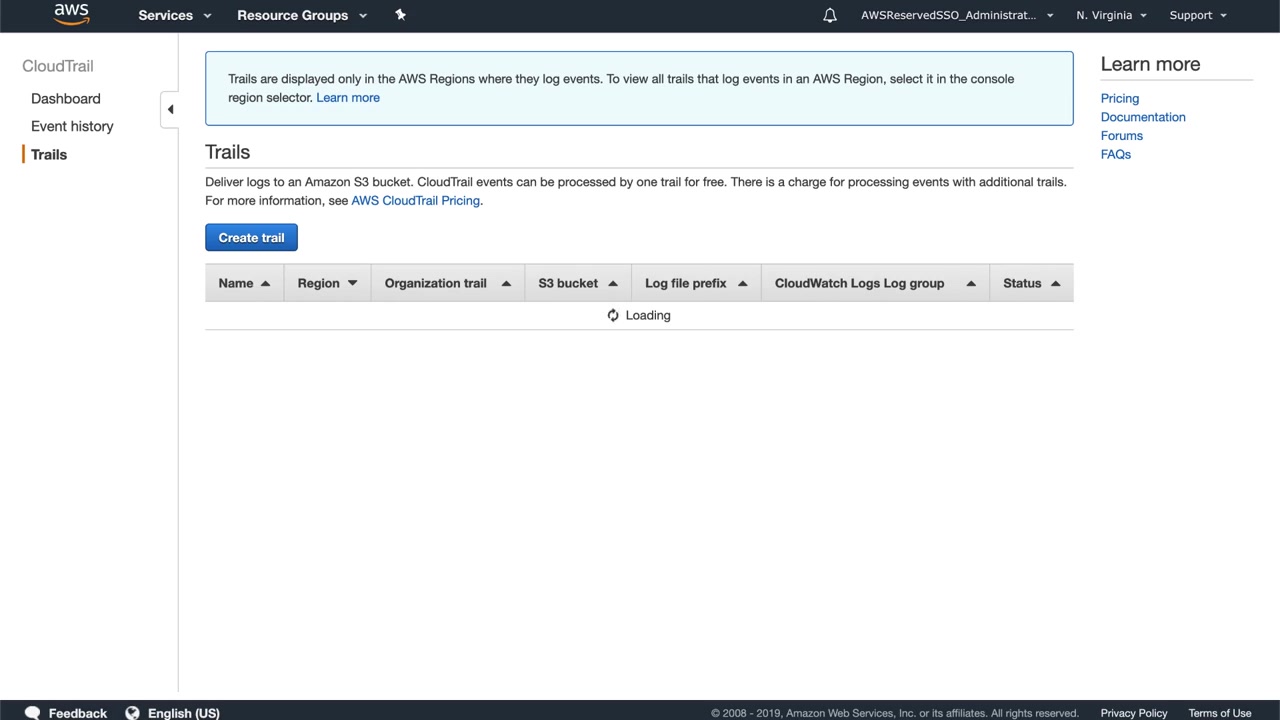 aws
Services
Resource Groups
AWSReservedSSO_Administrat...
N. Virginia
Support
CloudTrail
Dashboard
Event history
Trails
Trails are displayed only in the AWS Regions where they log events. To view all trails that log events in an AWS Region, select it in the console
region selector. Learn more
Trails
Deliver logs to an Amazon S3 bucket. CloudTrail events can be processed by one trail for free. There is a charge for processing events with additional trails.
For more information, see AWS CloudTrail Pricing.
Create trail
Name
Region
Organization trail
S3 bucket
Log file prefix
CloudWatch Logs Log group
Status
Loading
Learn more
Pricing
Documentation
Forums
FAQs
Feedback
English (US)
© 2008 - 2019, Amazon Web Services, Inc. or its affiliates. All rights reserved.
Privacy Policy
Terms of Use